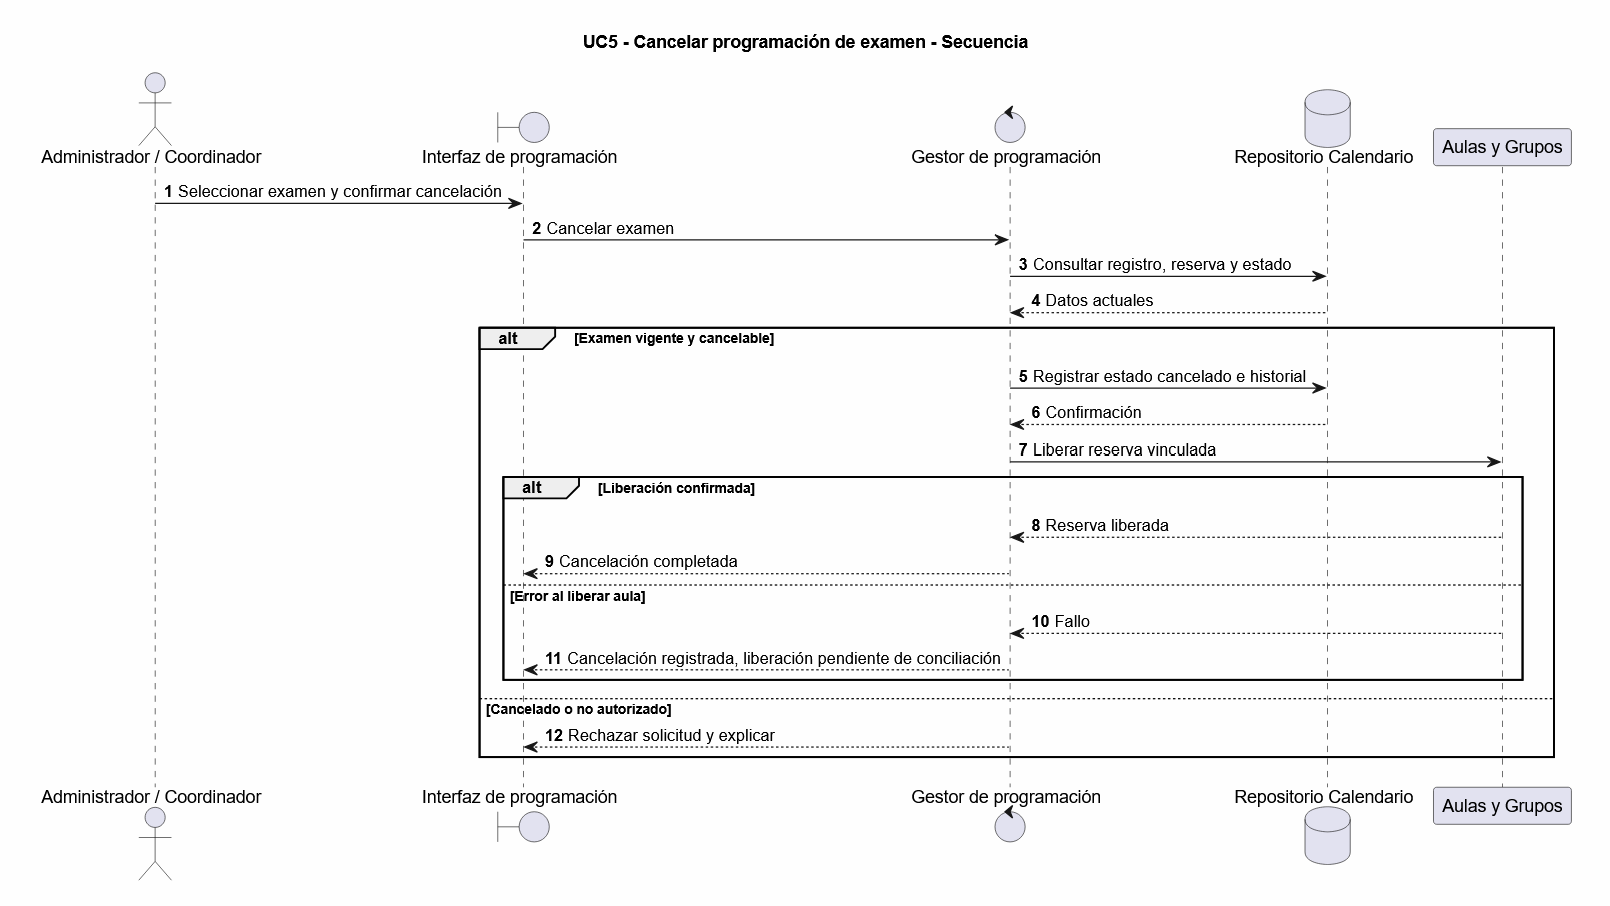 UC5 - Cancelar programación de examen - Secuencia
Administrador / Coordinador
Interfaz de programación
Gestor de programación
Repositorio Calendario
Aulas y Grupos
1 Seleccionar examen y confirmar cancelación
2 Cancelar examen
3 Consultar registro, reserva y estado
4 Datos actuales
alt [Examen vigente y cancelable]
5 Registrar estado cancelado e historial
6 Confirmación
7 Liberar reserva vinculada
alt [Liberación confirmada]
8 Reserva liberada
9 Cancelación completada
[Error al liberar aula]
10 Fallo
11 Cancelación registrada, liberación pendiente de conciliación
[Cancelado o no autorizado]
12 Rechazar solicitud y explicar
Administrador / Coordinador
Interfaz de programación
Gestor de programación
Repositorio Calendario
Aulas y Grupos